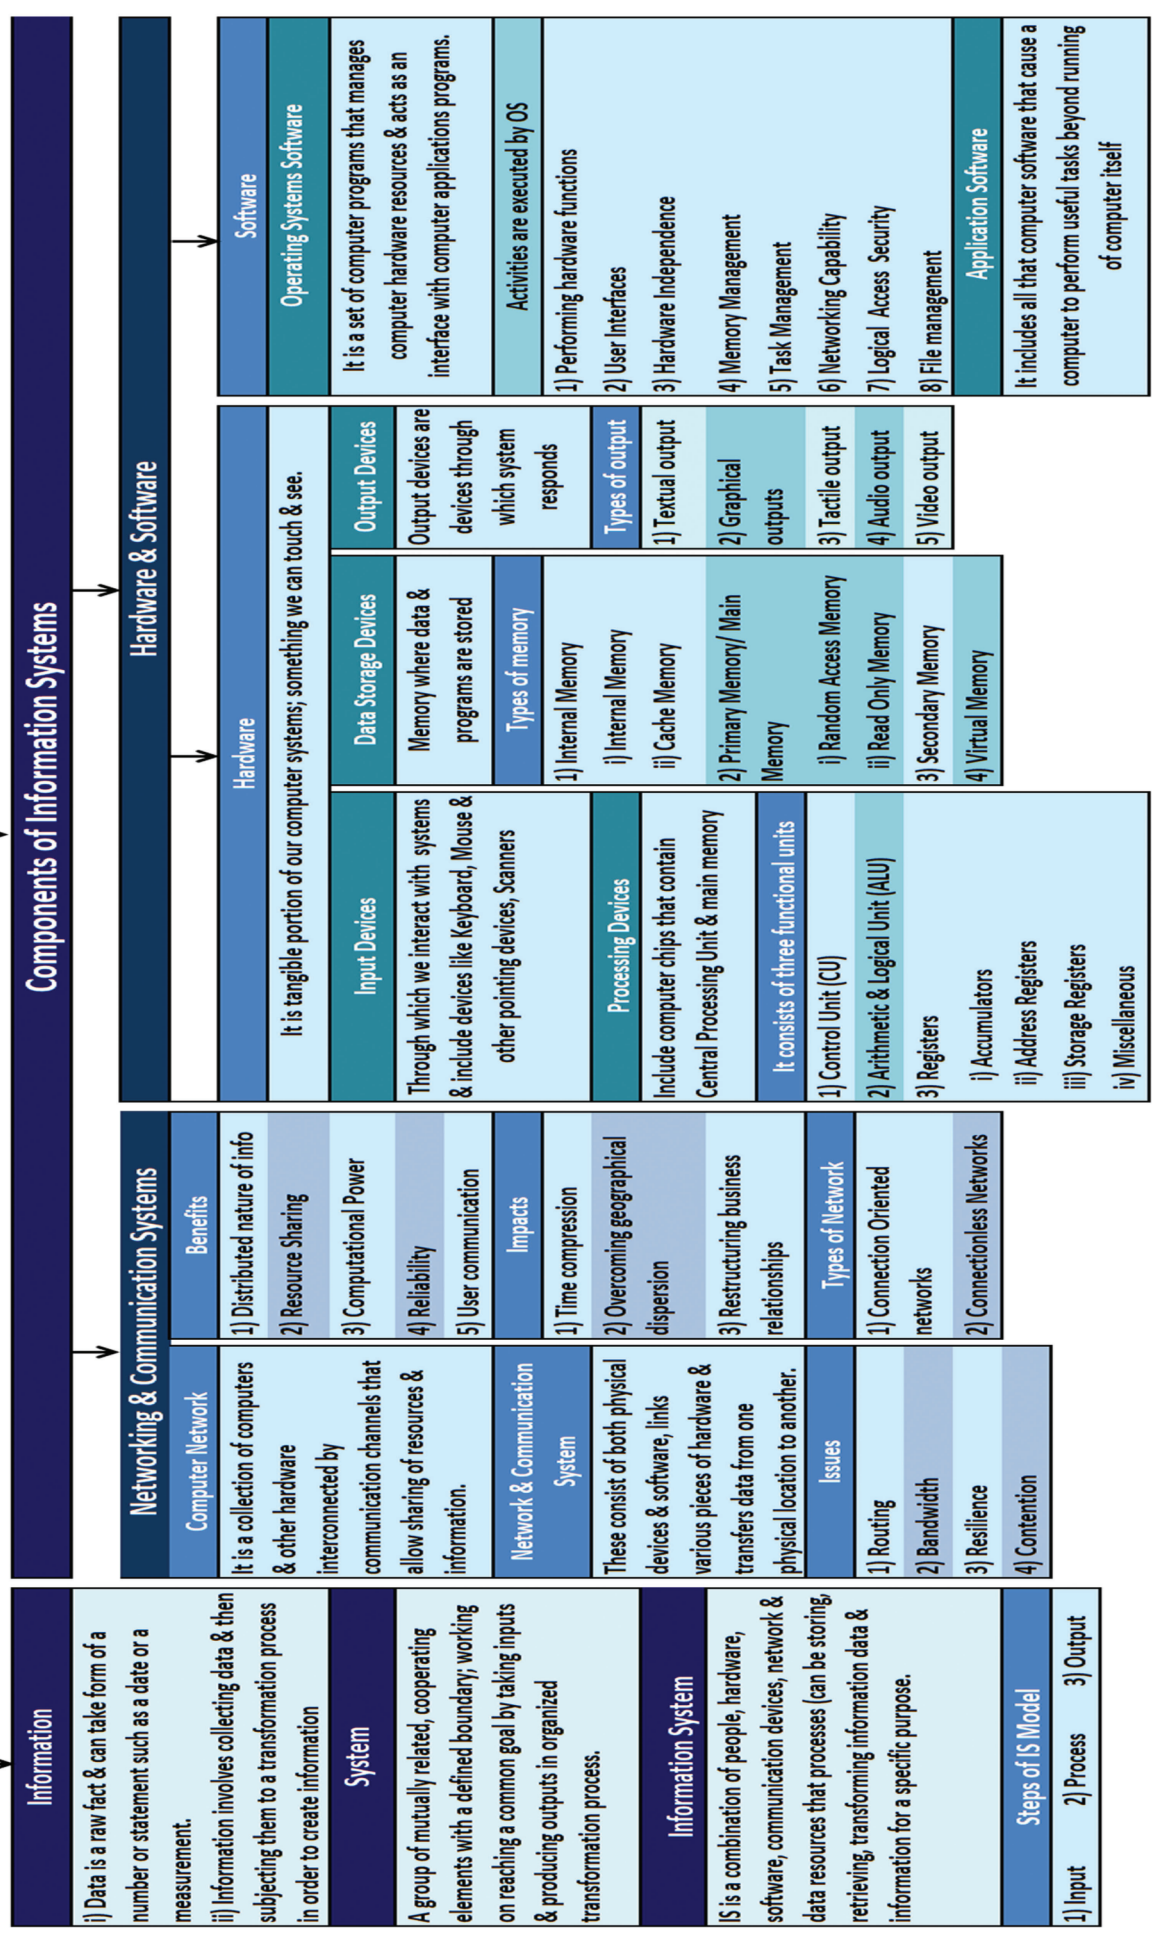 Information
i) Data is a raw fact & can take form of a
number or statement such as a date or a
measurement.
ii) Information involves collecting data & then
subjecting them to a transformation process
in order to create information
System
A group of mutually related, cooperating
elements with a defined boundary; working
on reaching a common goal by taking inputs
& producing outputs in organized
transformation process.
Information System
IS is a combination of people, hardware,
software, communication devices, network &
data resources that processes (can be storing,
retrieving, transforming information data &
information for a specific purpose.
Steps of IS Model
1) Input 2) Process 3) Output
Components of Information Systems
Networking & Communication Systems
Computer Network
It is a collection of computers
& other hardware
interconnected by
communication channels that
allow sharing of resources &
information.
Network & Communication
System
These consist of both physical
devices & software, links
various pieces of hardware &
transfers data from one
physical location to another.
Issues
1) Routing
2) Bandwidth
3) Resilience
4) Contention
Benefits
1) Distributed nature of info
2) Resource Sharing
3) Computational Power
4) Reliability
5) User communication
Impacts
1) Time compression
2) Overcoming geographical
dispersion
3) Restructuring business
relationships
Types of Network
1) Connection Oriented
networks
2) Connectionless Networks
Hardware & Software
Hardware
It is tangible portion of our computer systems; something we can touch & see.
Input Devices
Through which we interact with systems
& include devices like Keyboard, Mouse &
other pointing devices, Scanners
Processing Devices
Include computer chips that contain
Central Processing Unit & main memory
It consists of three functional units
1) Control Unit (CU)
2) Arithmetic & Logical Unit (ALU)
3) Registers
i) Accumulators
ii) Address Registers
iii) Storage Registers
iv) Miscellaneous
Data Storage Devices
Memory where data &
programs are stored
Types of memory
1) Internal Memory
i) Internal Memory
ii) Cache Memory
2) Primary Memory/ Main
Memory
i) Random Access Memory
ii) Read Only Memory
3) Secondary Memory
4) Virtual Memory
Output Devices
Output devices are
devices through
which system
responds
Types of output
1) Textual output
2) Graphical
outputs
3) Tactile output
4) Audio output
5) Video output
Software
Operating Systems Software
It is a set of computer programs that manages
computer hardware resources & acts as an
interface with computer applications programs.
Activities are executed by OS
1) Performing hardware functions
2) User Interfaces
3) Hardware Independence
4) Memory Management
5) Task Management
6) Networking Capability
7) Logical Access Security
8) File management
Application Software
It includes all that computer software that cause a
computer to perform useful tasks beyond running
of computer itself